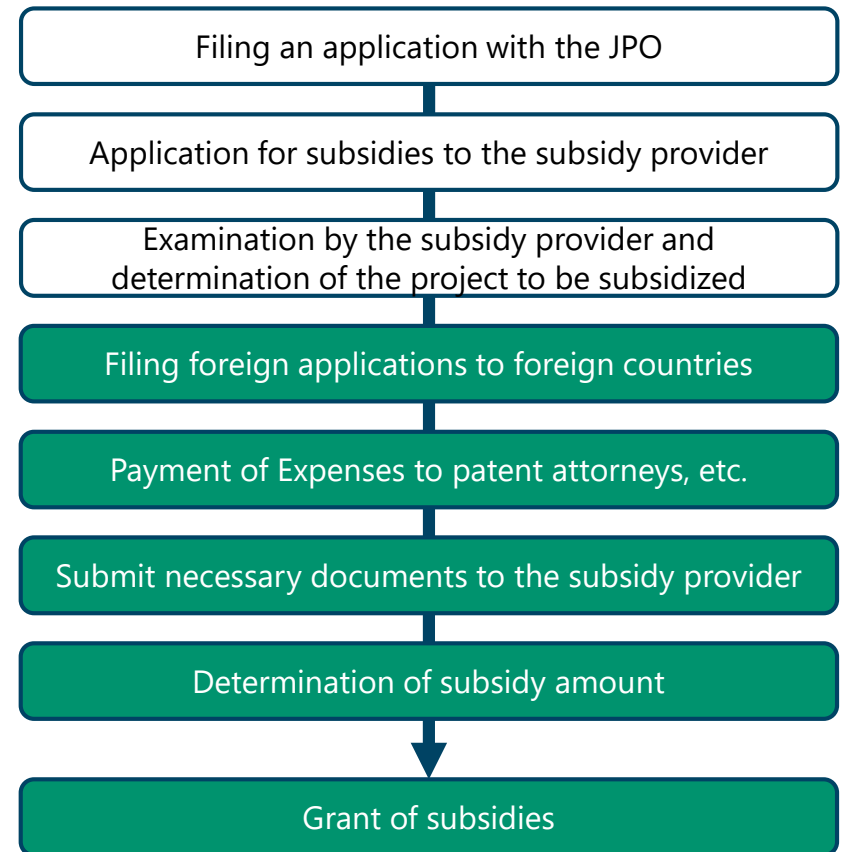 Filing an application with the JPO
Application for subsidies to the subsidy provider
Examination by the subsidy provider and
determination of the project to be subsidized
Filing foreign applications to foreign countries
Payment of Expenses to patent attorneys, etc.
Submit necessary documents to the subsidy provider
Determination of subsidy amount
Grant of subsidies